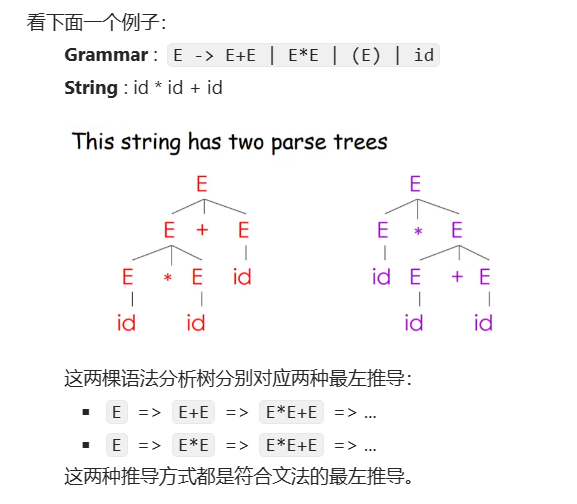 看下面一个例子：
Grammar : E -> E+E | E*E | (E) | id
String : id * id + id
This string has two parse trees
E E
E + E E * E
E * E id id E + E
id id id id
这两棵语法分析树分别对应两种最左推导：
▪ E => E+E => E*E+E => ...
▪ E => E*E => E*E+E => ...
这两种推导方式都是符合文法的最左推导。